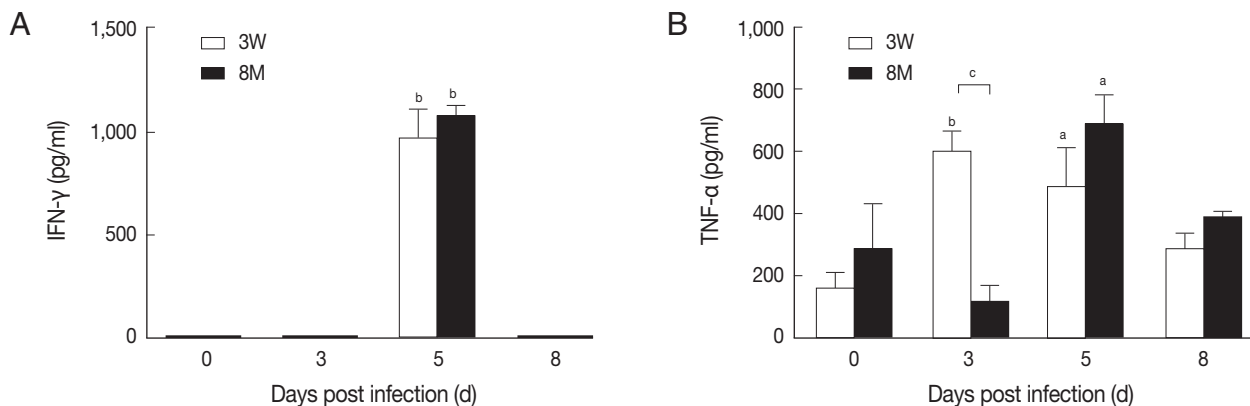 A
1,500
1,000
500
0
IFN-γ (pg/ml)
3W
8M
b b
0 3 5 8
Days post infection (d)
B
1,000
800
600
400
200
0
TNF-α (pg/ml)
3W
8M
c
b
a
a
0 3 5 8
Days post infection (d)